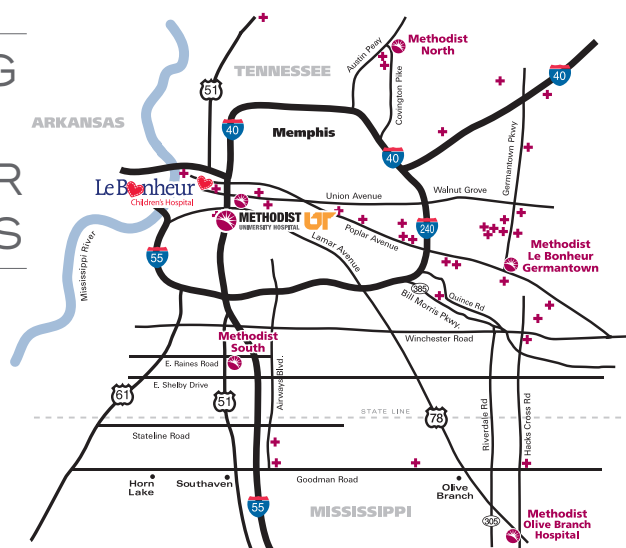 G
R
S
TENNESSEE
ARKANSAS
MISSISSIPPI
Memphis
Methodist
North
Austin Peay
Covington Pike
51
40
40
40
Germantown Pkwy
Le Bonheur
Children's Hospital
METHODIST
UNIVERSITY HOSPITAL
UT
Union Avenue
Walnut Grove
Poplar Avenue
Lamar Avenue
240
55
Mississippi River
Methodist
Le Bonheur
Germantown
385
Bill Morris Pkwy.
Quince Rd
Winchester Road
Methodist
South
E. Raines Road
E. Shelby Drive
Airways Blvd.
61
51
78
STATE LINE
Stateline Road
Riverdale Rd
Hacks Cross Rd
Goodman Road
Horn
Lake
Southaven
Olive
Branch
55
305
Methodist
Olive Branch
Hospital